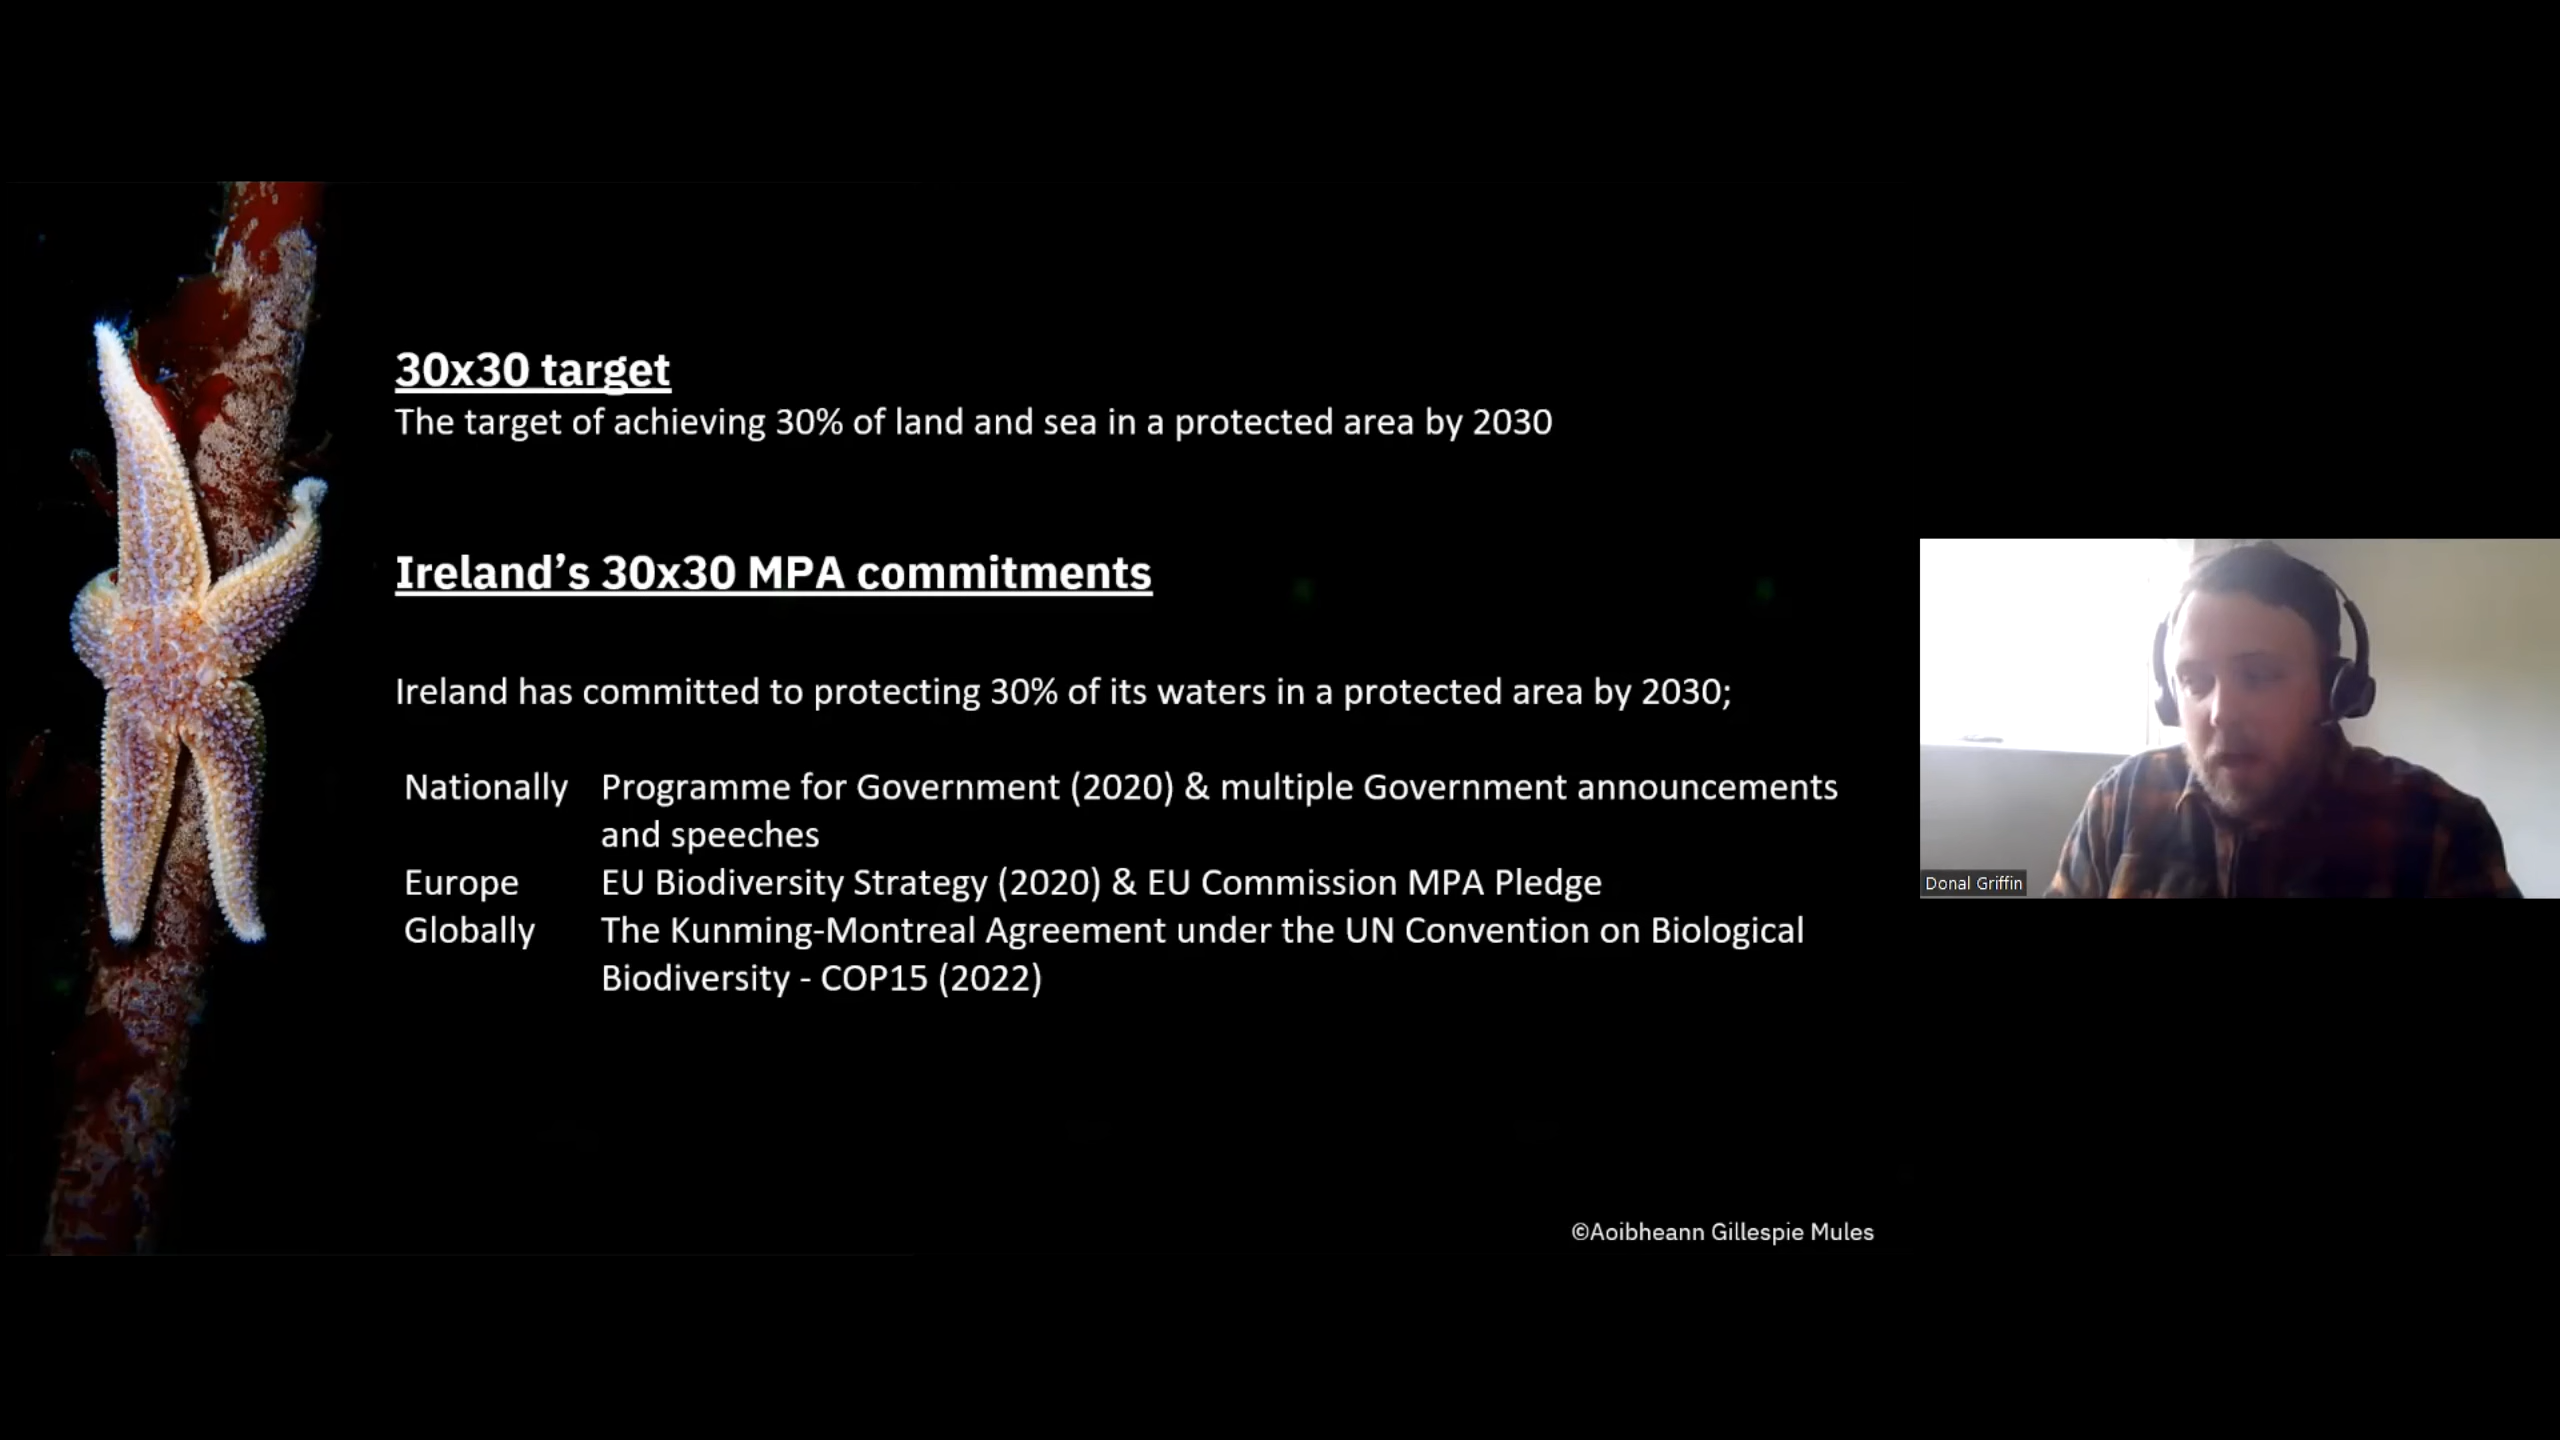 30x30 target
The target of achieving 30% of land and sea in a protected area by 2030
Ireland’s 30x30 MPA commitments
Ireland has committed to protecting 30% of its waters in a protected area by 2030;
Nationally Programme for Government (2020) & multiple Government announcements
and speeches
Europe EU Biodiversity Strategy (2020) & EU Commission MPA Pledge
Globally The Kunming-Montreal Agreement under the UN Convention on Biological
Biodiversity - COP15 (2022)
Donal Griffin
©Aoibheann Gillespie Mules